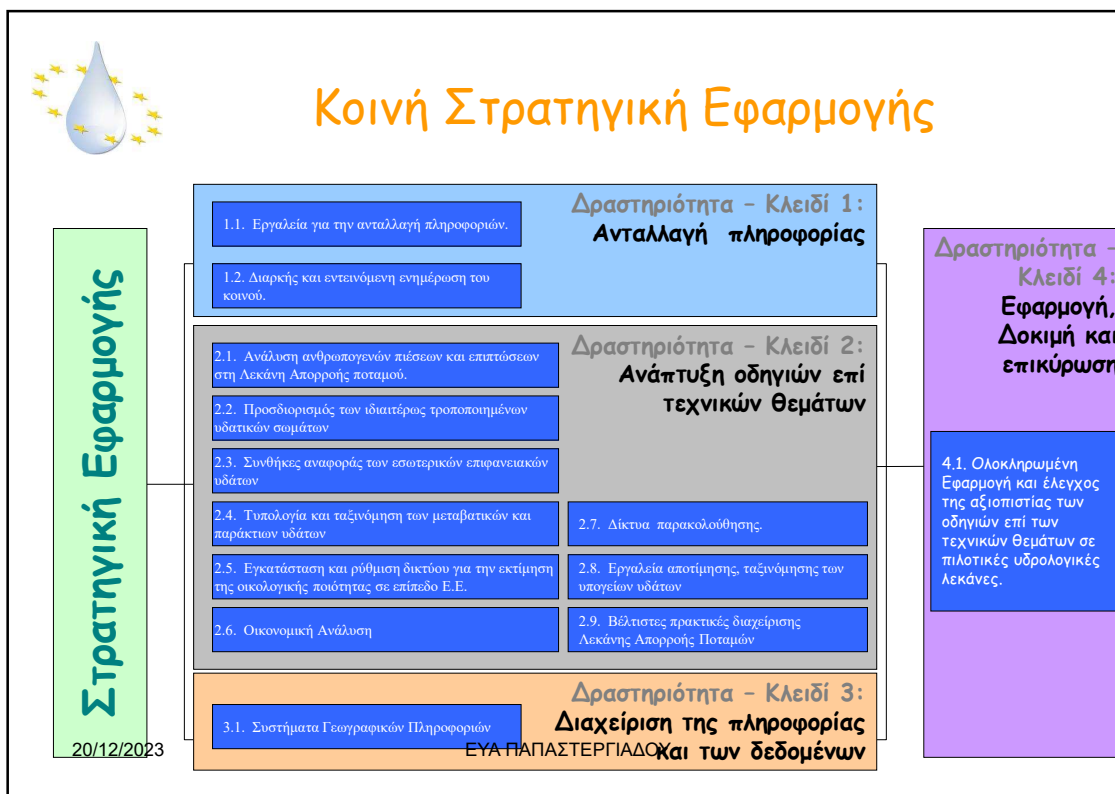 Κοινή Στρατηγική Εφαρμογής
Στρατηγική Εφαρμογής
Δραστηριότητα – Κλειδί 1:
Ανταλλαγή πληροφορίας
1.1. Εργαλεία για την ανταλλαγή πληροφοριών.
1.2. Διαρκής και εντεινόμενη ενημέρωση του
κοινού.
Δραστηριότητα – Κλειδί 2:
Ανάπτυξη οδηγιών επί
τεχνικών θεμάτων
2.1. Ανάλυση ανθρωπογενών πιέσεων και επιπτώσεων
στη Λεκάνη Απορροής ποταμού.
2.2. Προσδιορισμός των ιδιαιτέρως τροποποιημένων
υδατικών σωμάτων
2.3. Συνθήκες αναφοράς των εσωτερικών επιφανειακών
υδάτων
2.4. Τυπολογία και ταξινόμηση των μεταβατικών και
παράκτιων υδάτων
2.5. Εγκατάσταση και ρύθμιση δικτύου για την εκτίμηση
της οικολογικής ποιότητας σε επίπεδο Ε.Ε.
2.6. Οικονομική Ανάλυση
2.7. Δίκτυα παρακολούθησης.
2.8. Εργαλεία αποτίμησης, ταξινόμησης των
υπογείων υδάτων
2.9. Βέλτιστες πρακτικές διαχείρισης
Λεκάνης Απορροής Ποταμών
Δραστηριότητα – Κλειδί 3:
Διαχείριση της πληροφορίας
και των δεδομένων
3.1. Συστήματα Γεωγραφικών Πληροφοριών
Δραστηριότητα –
Κλειδί 4:
Εφαρμογή,
Δοκιμή και
επικύρωση
4.1. Ολοκληρωμένη
Εφαρμογή και έλεγχος
της αξιοπιστίας των
οδηγιών επί των
τεχνικών θεμάτων σε
πιλοτικές υδρολογικές
λεκάνες.
20/12/2023
ΕΥΑ ΠΑΠΑΣΤΕΡΓΙΑΔΟΥ